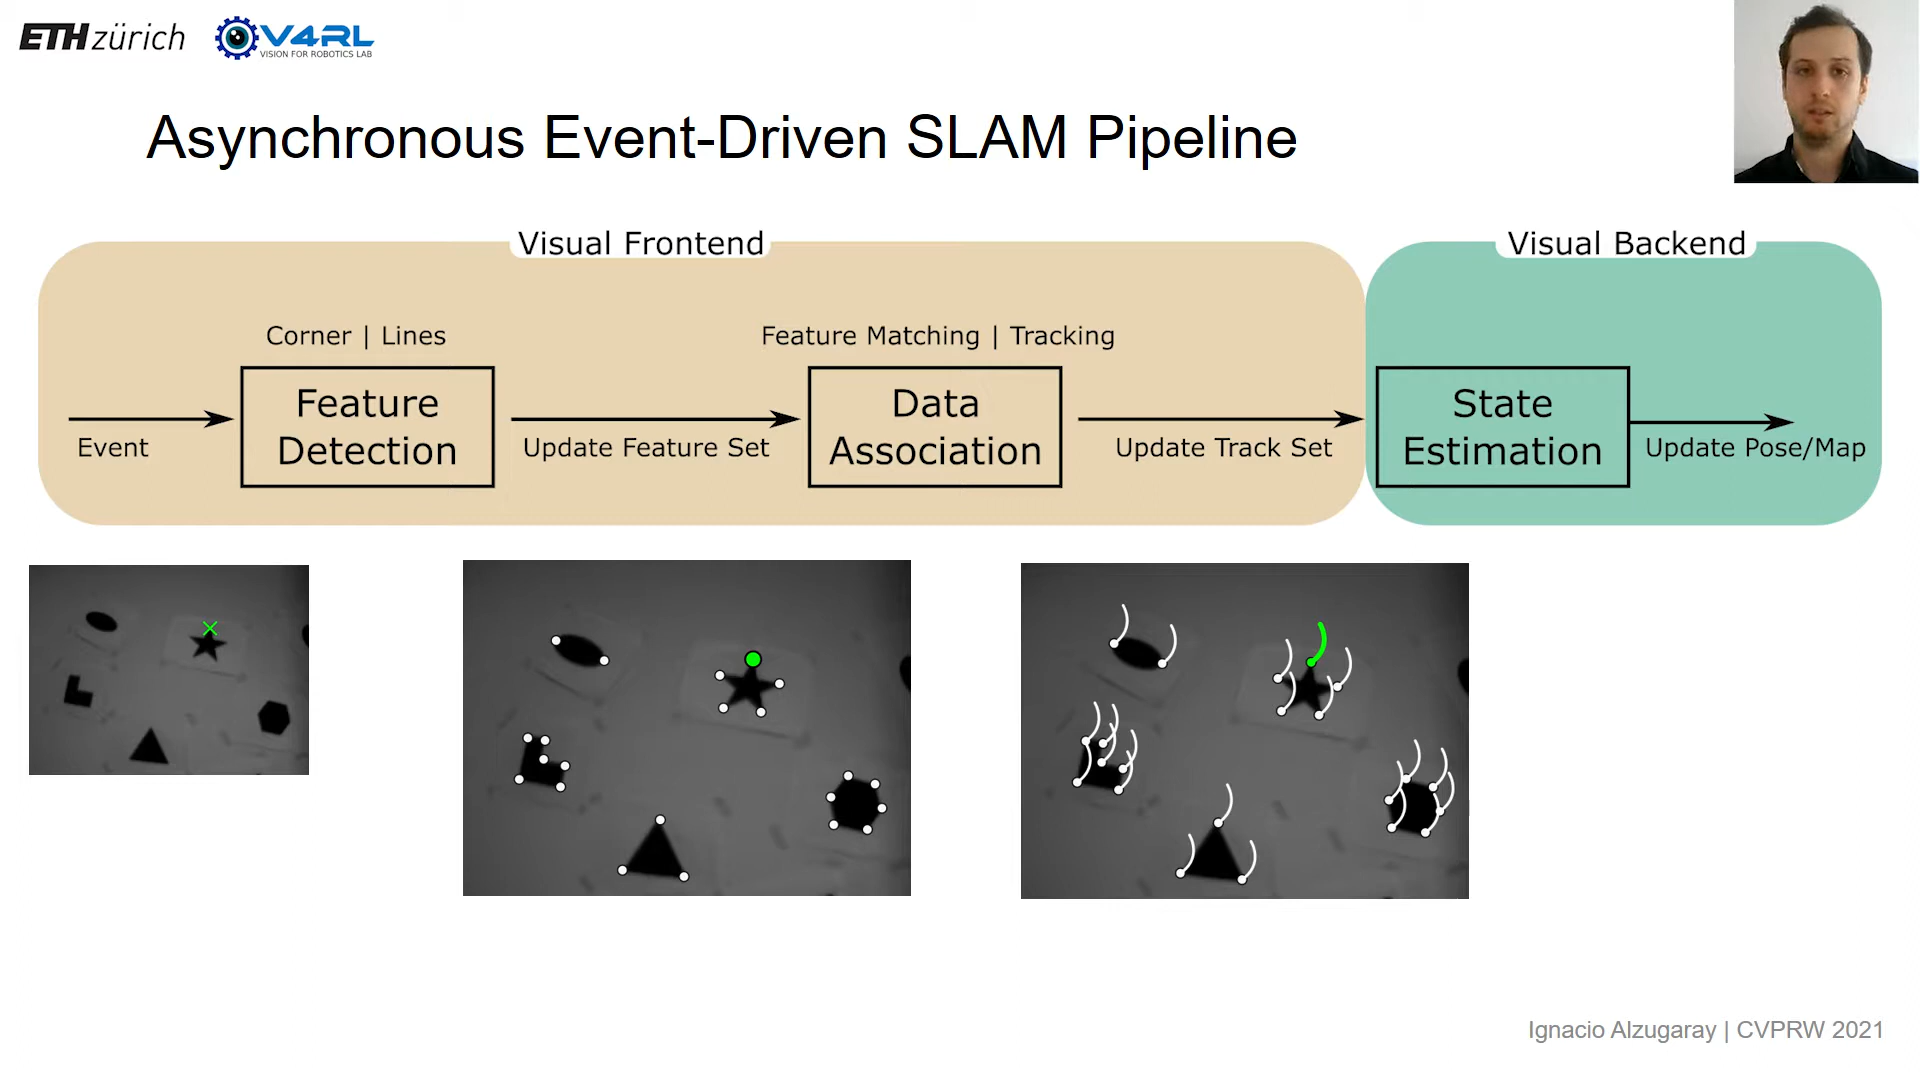 ETH zürich
V4RL
VISION FOR ROBOTICS LAB
Asynchronous Event-Driven SLAM Pipeline
Visual Frontend
Visual Backend
Corner | Lines
Feature Matching | Tracking
Event
Feature
Detection
Update Feature Set
Data
Association
Update Track Set
State
Estimation
Update Pose/Map
Ignacio Alzugaray | CVPRW 2021